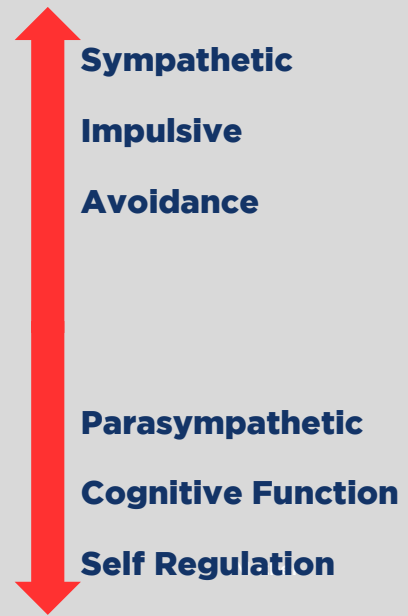 Sympathetic
Impulsive
Avoidance
Parasympathetic
Cognitive Function
Self Regulation